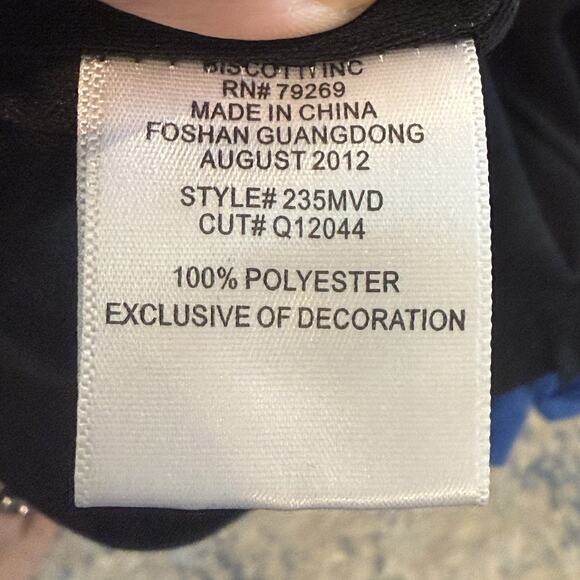 BISCOTTI INC
RN# 79269
MADE IN CHINA
FOSHAN GUANGDONG
AUGUST 2012
STYLE# 235MVD
CUT# Q12044
100% POLYESTER
EXCLUSIVE OF DECORATION